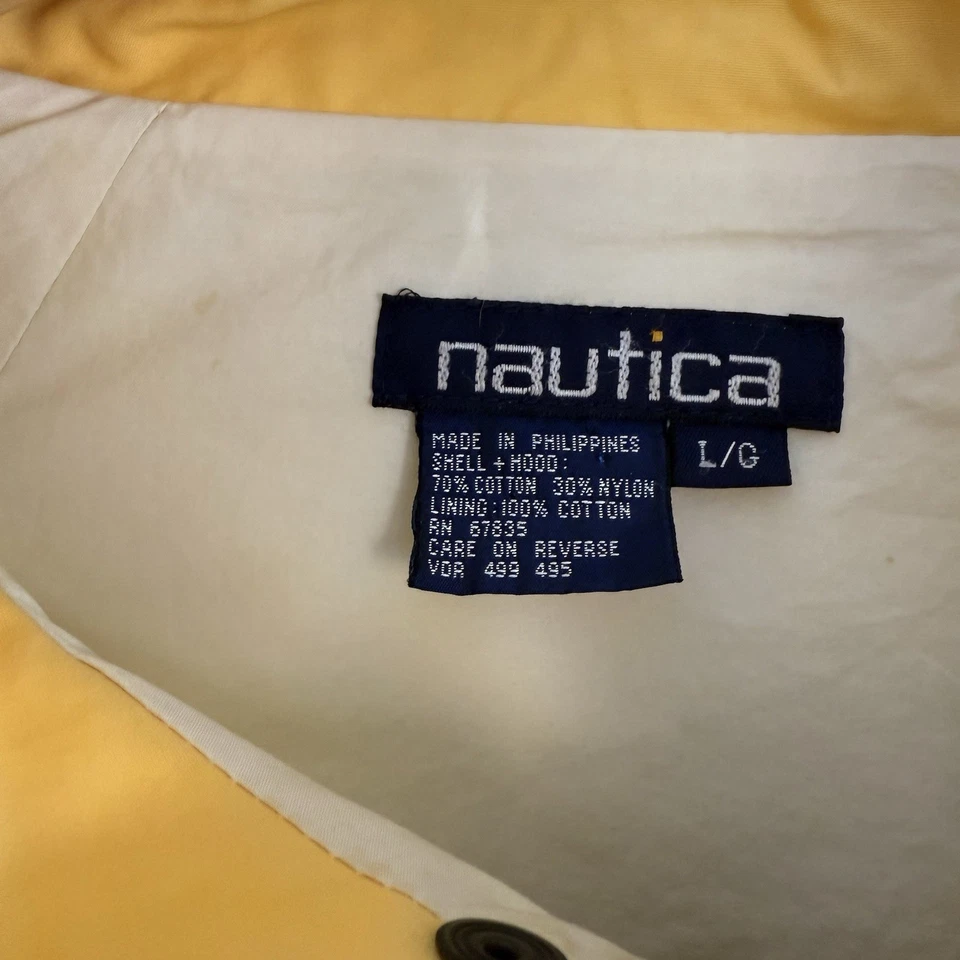 nautica
L/G
MADE IN PHILIPPINES
SHELL + HOOD:
70% COTTON 30% NYLON
LINING: 100% COTTON
RN 67835
CARE ON REVERSE
VDR 499 495